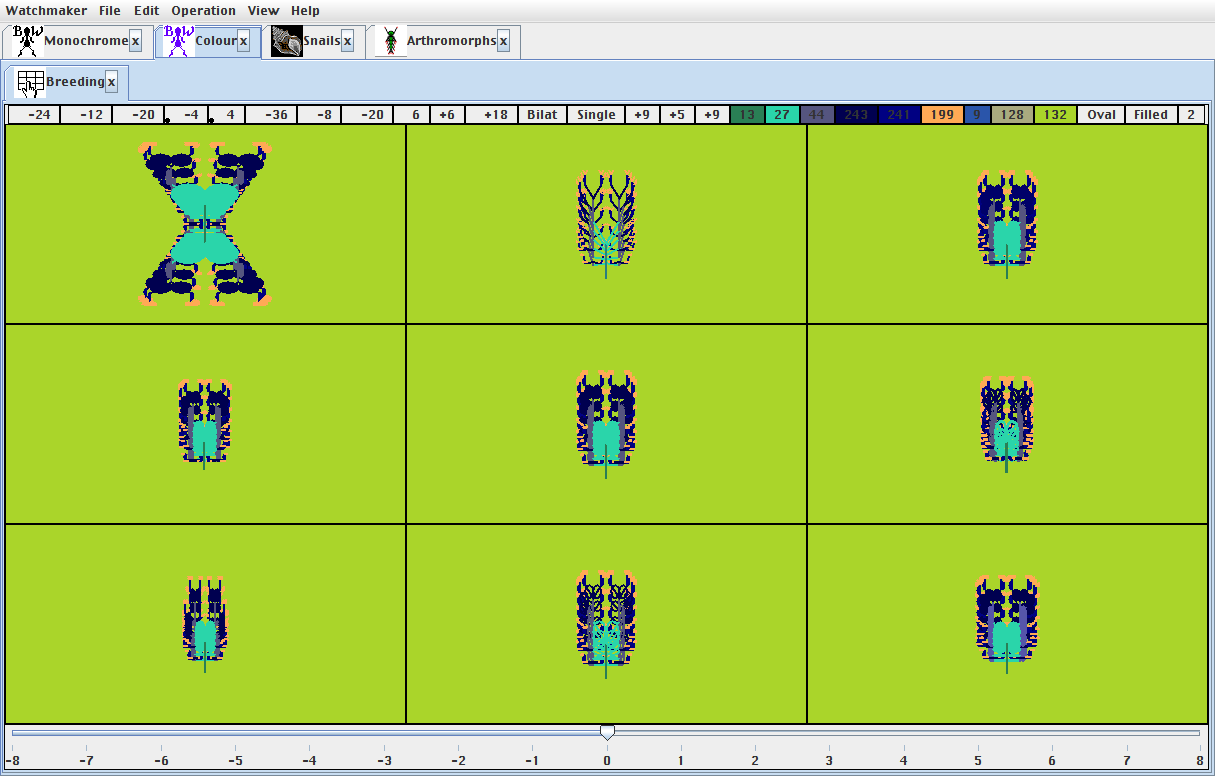 Watchmaker File Edit Operation View Help
BW Monochrome x BW Colour x Snails x Arthromorphs x
Breeding x
-24 -12 -20 -4 4 -36 -8 -20 6 +6 +18 Bilat Single +9 +5 +9 13 27 44 243 241 199 9 128 132 Oval Filled 2
-8 -7 -6 -5 -4 -3 -2 -1 0 1 2 3 4 5 6 7 8